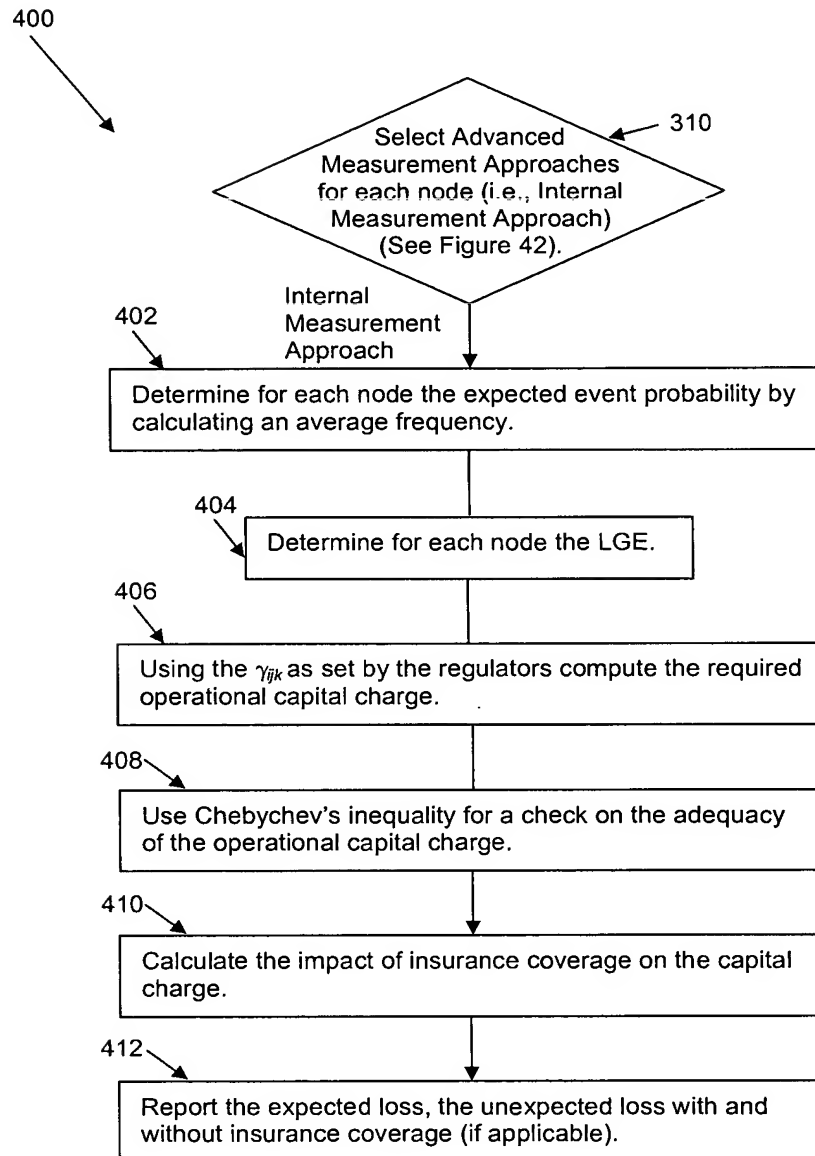 400
310
Select Advanced
Measurement Approaches
for each node (i.e., Internal
Measurement Approach)
(See Figure 42).
Internal
Measurement
Approach
402
Determine for each node the expected event probability by
calculating an average frequency.
404
Determine for each node the LGE.
406
Using the γijk as set by the regulators compute the required
operational capital charge.
408
Use Chebychev's inequality for a check on the adequacy
of the operational capital charge.
410
Calculate the impact of insurance coverage on the capital
charge.
412
Report the expected loss, the unexpected loss with and
without insurance coverage (if applicable).